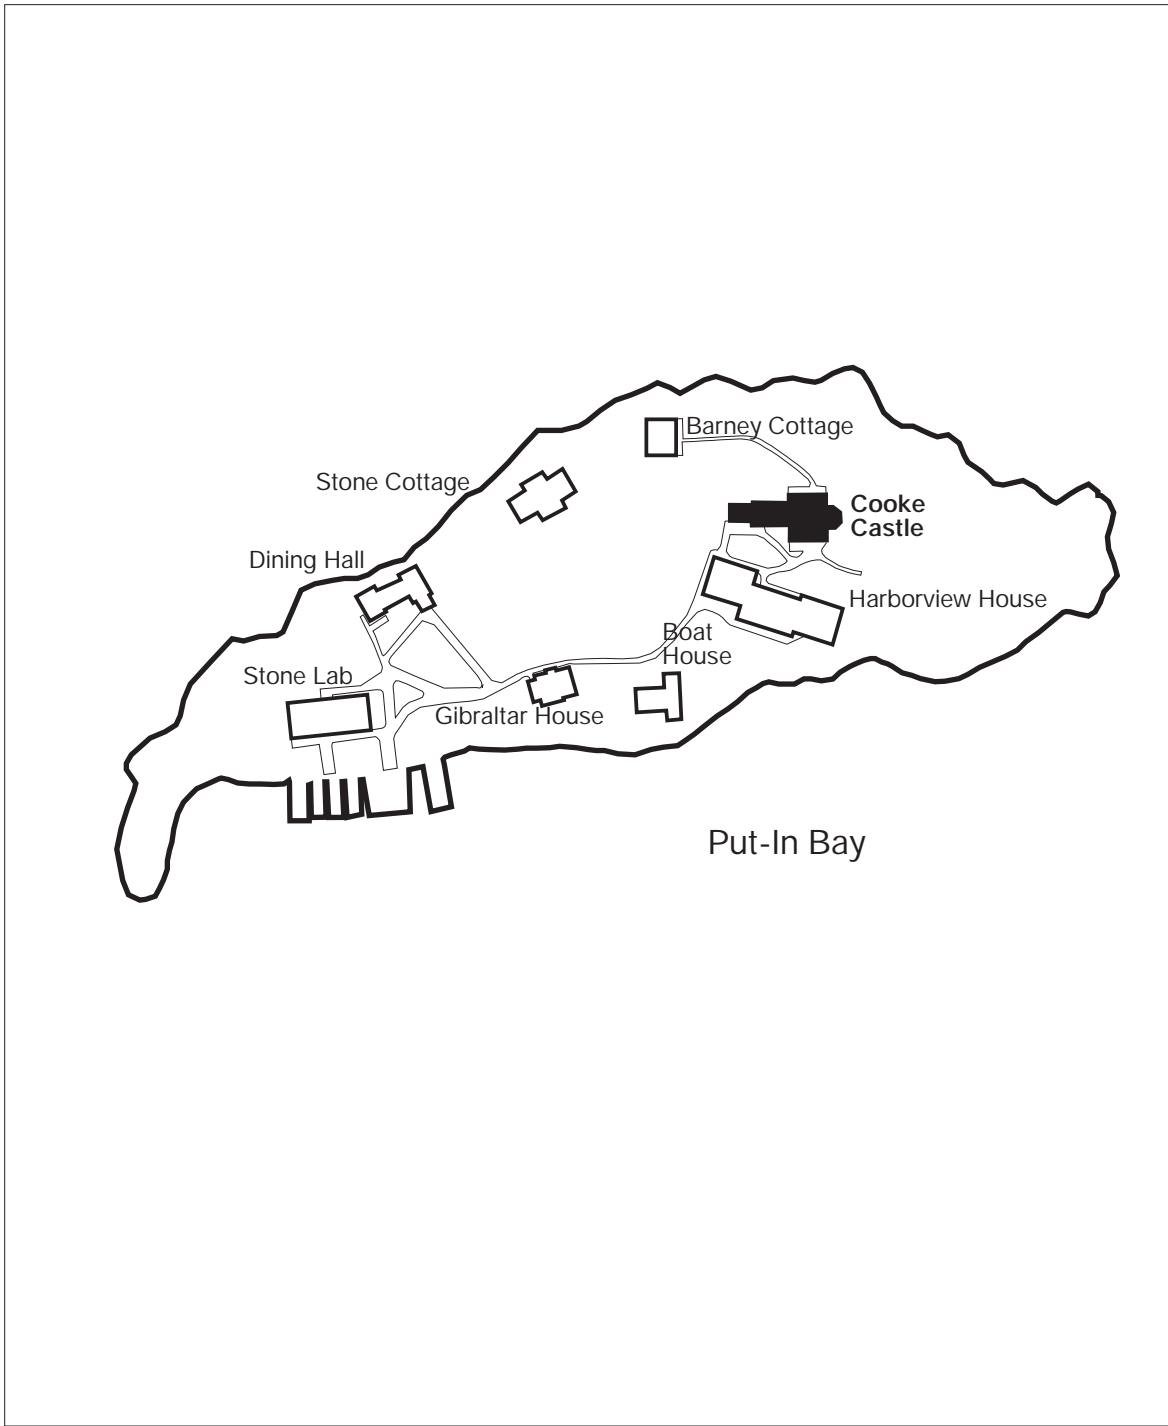 Barney Cottage
Stone Cottage
Cooke
Castle
Dining Hall
Harborview House
Boat
House
Stone Lab
Gibraltar House
Put-In Bay